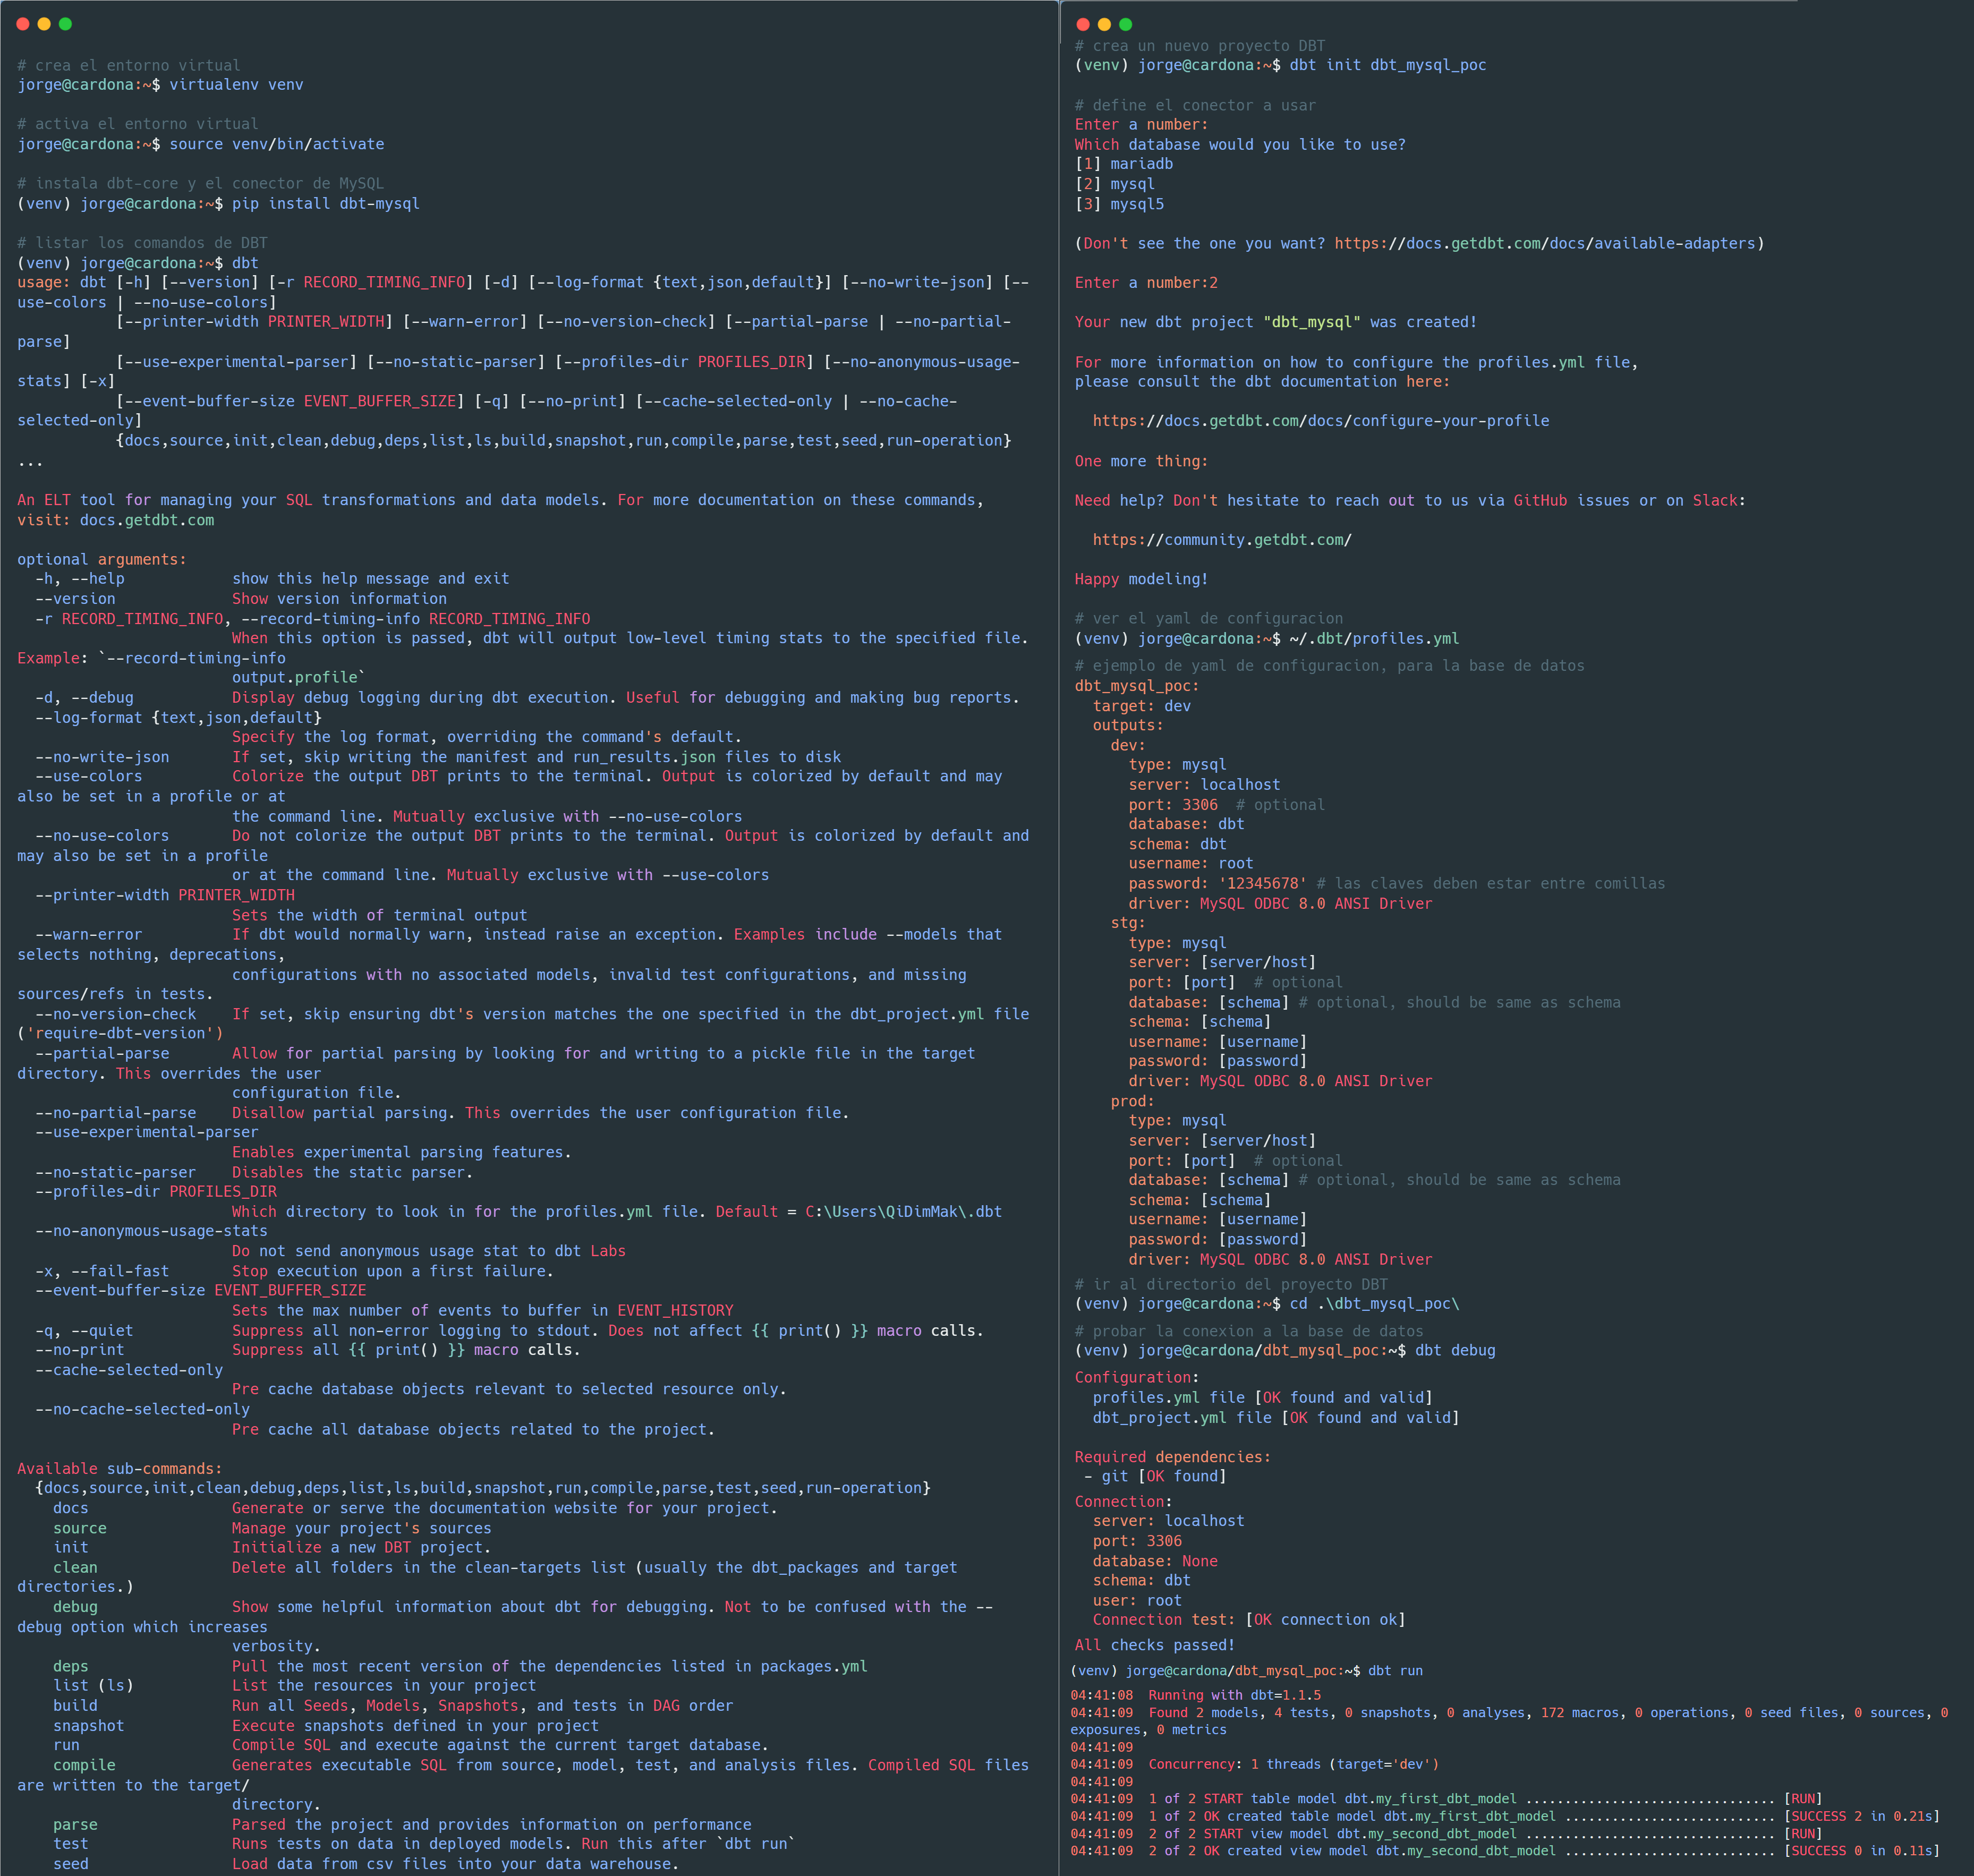 # crea el entorno virtual
jorge@cardona:~$ virtualenv venv
# activa el entorno virtual
jorge@cardona:~$ source venv/bin/activate
# instala dbt-core y el conector de MySQL
(venv) jorge@cardona:~$ pip install dbt-mysql
# listar los comandos de DBT
(venv) jorge@cardona:~$ dbt
usage: dbt [-h] [--version] [-r RECORD_TIMING_INFO] [-d] [--log-format {text,json,default}] [--no-write-json] [--
use-colors | --no-use-colors]
           [--printer-width PRINTER_WIDTH] [--warn-error] [--no-version-check] [--partial-parse | --no-partial-
parse]
           [--use-experimental-parser] [--no-static-parser] [--profiles-dir PROFILES_DIR] [--no-anonymous-usage-
stats] [-x]
           [--event-buffer-size EVENT_BUFFER_SIZE] [-q] [--no-print] [--cache-selected-only | --no-cache-
selected-only]
           {docs,source,init,clean,debug,deps,list,ls,build,snapshot,run,compile,parse,test,seed,run-operation}
...
An ELT tool for managing your SQL transformations and data models. For more documentation on these commands,
visit: docs.getdbt.com
optional arguments:
  -h, --help            show this help message and exit
  --version             Show version information
  -r RECORD_TIMING_INFO, --record-timing-info RECORD_TIMING_INFO
                        When this option is passed, dbt will output low-level timing stats to the specified file.
Example: `--record-timing-info
                        output.profile`
  -d, --debug           Display debug logging during dbt execution. Useful for debugging and making bug reports.
  --log-format {text,json,default}
                        Specify the log format, overriding the command's default.
  --no-write-json       If set, skip writing the manifest and run_results.json files to disk
  --use-colors          Colorize the output DBT prints to the terminal. Output is colorized by default and may
also be set in a profile or at
                        the command line. Mutually exclusive with --no-use-colors
  --no-use-colors       Do not colorize the output DBT prints to the terminal. Output is colorized by default and
may also be set in a profile
                        or at the command line. Mutually exclusive with --use-colors
  --printer-width PRINTER_WIDTH
                        Sets the width of terminal output
  --warn-error          If dbt would normally warn, instead raise an exception. Examples include --models that
selects nothing, deprecations,
                        configurations with no associated models, invalid test configurations, and missing
sources/refs in tests.
  --no-version-check    If set, skip ensuring dbt's version matches the one specified in the dbt_project.yml file
('require-dbt-version')
  --partial-parse       Allow for partial parsing by looking for and writing to a pickle file in the target
directory. This overrides the user
                        configuration file.
  --no-partial-parse    Disallow partial parsing. This overrides the user configuration file.
  --use-experimental-parser
                        Enables experimental parsing features.
  --no-static-parser    Disables the static parser.
  --profiles-dir PROFILES_DIR
                        Which directory to look in for the profiles.yml file. Default = C:\Users\QiDimMak\.dbt
  --no-anonymous-usage-stats
                        Do not send anonymous usage stat to dbt Labs
  -x, --fail-fast       Stop execution upon a first failure.
  --event-buffer-size EVENT_BUFFER_SIZE
                        Sets the max number of events to buffer in EVENT_HISTORY
  -q, --quiet           Suppress all non-error logging to stdout. Does not affect {{ print() }} macro calls.
  --no-print            Suppress all {{ print() }} macro calls.
  --cache-selected-only
                        Pre cache database objects relevant to selected resource only.
  --no-cache-selected-only
                        Pre cache all database objects related to the project.
Available sub-commands:
  {docs,source,init,clean,debug,deps,list,ls,build,snapshot,run,compile,parse,test,seed,run-operation}
    docs                Generate or serve the documentation website for your project.
    source              Manage your project's sources
    init                Initialize a new DBT project.
    clean               Delete all folders in the clean-targets list (usually the dbt_packages and target
directories.)
    debug               Show some helpful information about dbt for debugging. Not to be confused with the --
debug option which increases
                        verbosity.
    deps                Pull the most recent version of the dependencies listed in packages.yml
    list (ls)           List the resources in your project
    build               Run all Seeds, Models, Snapshots, and tests in DAG order
    snapshot            Execute snapshots defined in your project
    run                 Compile SQL and execute against the current target database.
    compile             Generates executable SQL from source, model, test, and analysis files. Compiled SQL files
are written to the target/
                        directory.
    parse               Parsed the project and provides information on performance
    test                Runs tests on data in deployed models. Run this after `dbt run`
    seed                Load data from csv files into your data warehouse.
# crea un nuevo proyecto DBT
(venv) jorge@cardona:~$ dbt init dbt_mysql_poc
# define el conector a usar
Enter a number:
Which database would you like to use?
[1] mariadb
[2] mysql
[3] mysql5
(Don't see the one you want? https://docs.getdbt.com/docs/available-adapters)
Enter a number:2
Your new dbt project "dbt_mysql" was created!
For more information on how to configure the profiles.yml file,
please consult the dbt documentation here:
  https://docs.getdbt.com/docs/configure-your-profile
One more thing:
Need help? Don't hesitate to reach out to us via GitHub issues or on Slack:
  https://community.getdbt.com/
Happy modeling!
# ver el yaml de configuracion
(venv) jorge@cardona:~$ ~/.dbt/profiles.yml
# ejemplo de yaml de configuracion, para la base de datos
dbt_mysql_poc:
  target: dev
  outputs:
    dev:
      type: mysql
      server: localhost
      port: 3306  # optional
      database: dbt
      schema: dbt
      username: root
      password: '12345678' # las claves deben estar entre comillas
      driver: MySQL ODBC 8.0 ANSI Driver
    stg:
      type: mysql
      server: [server/host]
      port: [port]  # optional
      database: [schema] # optional, should be same as schema
      schema: [schema]
      username: [username]
      password: [password]
      driver: MySQL ODBC 8.0 ANSI Driver
    prod:
      type: mysql
      server: [server/host]
      port: [port]  # optional
      database: [schema] # optional, should be same as schema
      schema: [schema]
      username: [username]
      password: [password]
      driver: MySQL ODBC 8.0 ANSI Driver
# ir al directorio del proyecto DBT
(venv) jorge@cardona:~$ cd .\dbt_mysql_poc\
# probar la conexion a la base de datos
(venv) jorge@cardona/dbt_mysql_poc:~$ dbt debug
Configuration:
  profiles.yml file [OK found and valid]
  dbt_project.yml file [OK found and valid]
Required dependencies:
 - git [OK found]
Connection:
  server: localhost
  port: 3306
  database: None
  schema: dbt
  user: root
  Connection test: [OK connection ok]
All checks passed!
(venv) jorge@cardona/dbt_mysql_poc:~$ dbt run
04:41:08  Running with dbt=1.1.5
04:41:09  Found 2 models, 4 tests, 0 snapshots, 0 analyses, 172 macros, 0 operations, 0 seed files, 0 sources, 0
exposures, 0 metrics
04:41:09
04:41:09  Concurrency: 1 threads (target='dev')
04:41:09
04:41:09  1 of 2 START table model dbt.my_first_dbt_model ................................ [RUN]
04:41:09  1 of 2 OK created table model dbt.my_first_dbt_model ........................... [SUCCESS 2 in 0.21s]
04:41:09  2 of 2 START view model dbt.my_second_dbt_model ................................ [RUN]
04:41:09  2 of 2 OK created view model dbt.my_second_dbt_model ........................... [SUCCESS 0 in 0.11s]